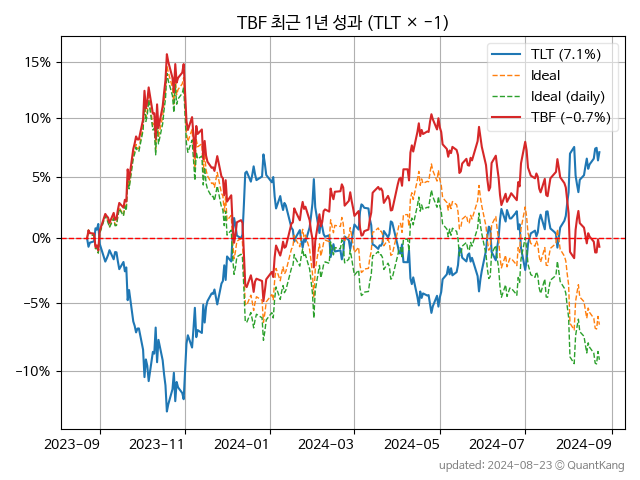 TBF 최근 1년 성과 (TLT × −1)
TLT (7.1%)
Ideal
Ideal (daily)
TBF (−0.7%)
15%
10%
5%
0%
−5%
−10%
2023-09 2023-11 2024-01 2024-03 2024-05 2024-07 2024-09
updated: 2024-08-23 © QuantKang